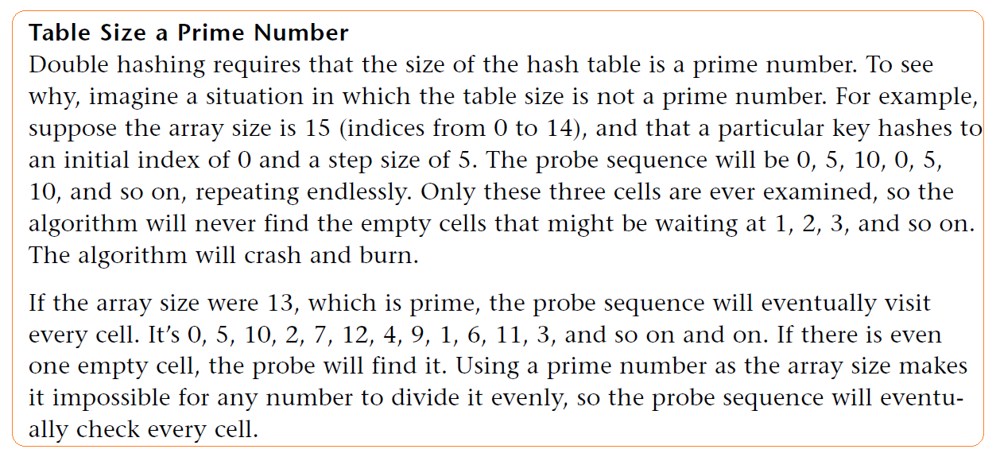 Table Size a Prime Number
Double hashing requires that the size of the hash table is a prime number. To see
why, imagine a situation in which the table size is not a prime number. For example,
suppose the array size is 15 (indices from 0 to 14), and that a particular key hashes to
an initial index of 0 and a step size of 5. The probe sequence will be 0, 5, 10, 0, 5,
10, and so on, repeating endlessly. Only these three cells are ever examined, so the
algorithm will never find the empty cells that might be waiting at 1, 2, 3, and so on.
The algorithm will crash and burn.
If the array size were 13, which is prime, the probe sequence will eventually visit
every cell. It’s 0, 5, 10, 2, 7, 12, 4, 9, 1, 6, 11, 3, and so on and on. If there is even
one empty cell, the probe will find it. Using a prime number as the array size makes
it impossible for any number to divide it evenly, so the probe sequence will eventu-
ally check every cell.